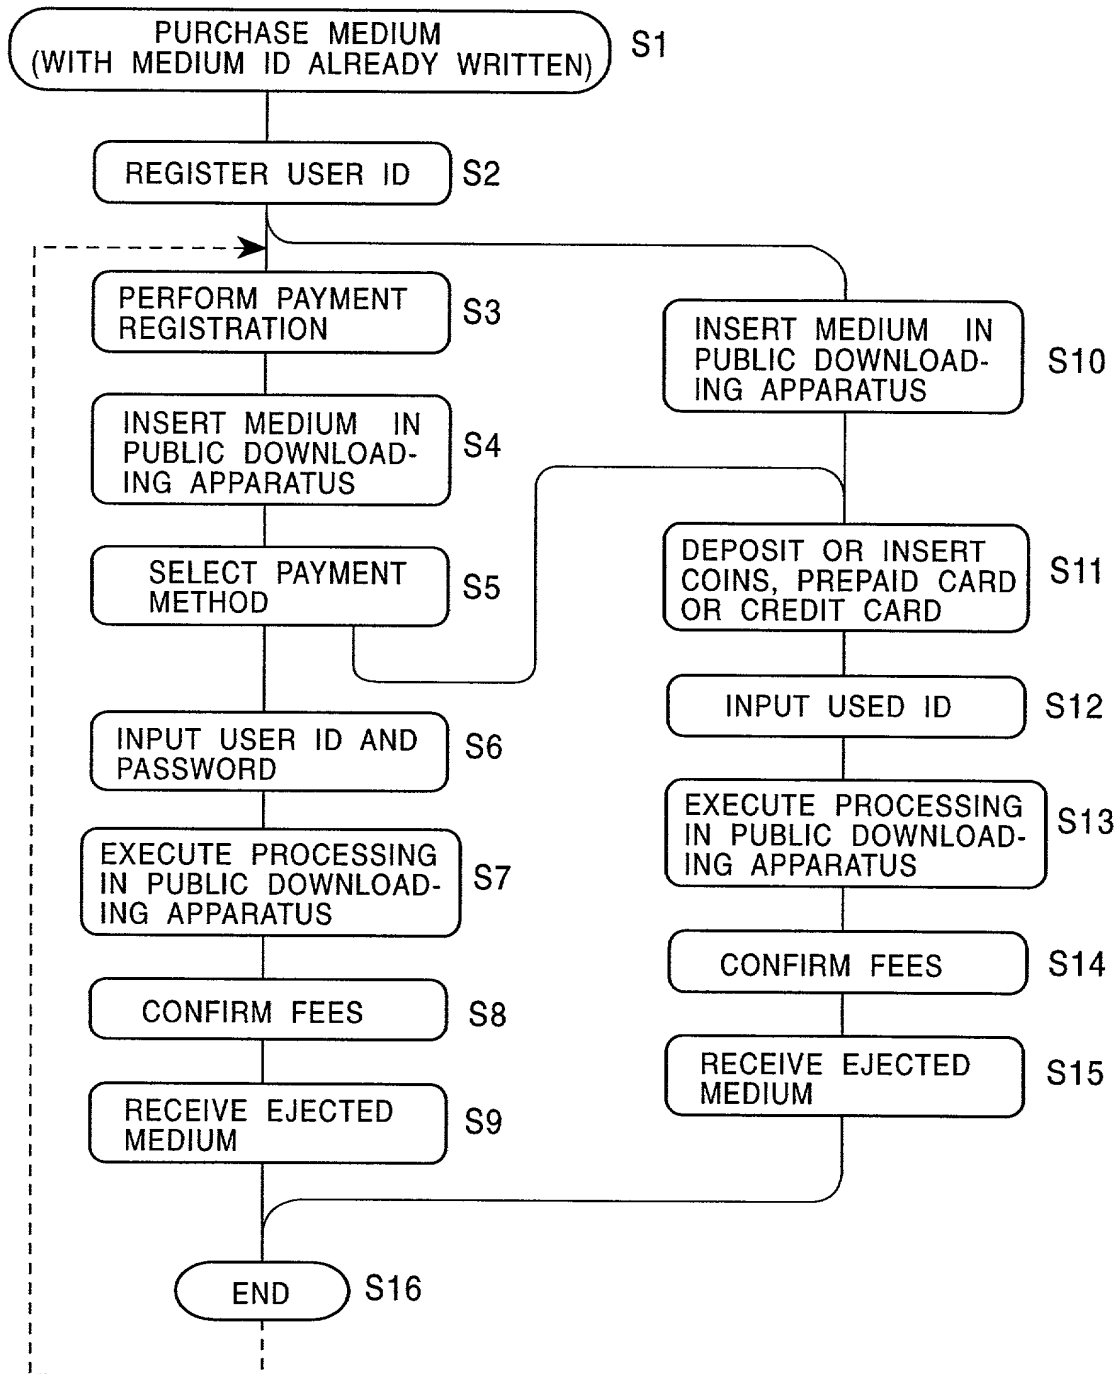 PURCHASE MEDIUM
(WITH MEDIUM ID ALREADY WRITTEN)
S1
REGISTER USER ID
S2
PERFORM PAYMENT
REGISTRATION
S3
INSERT MEDIUM IN
PUBLIC DOWNLOAD-
ING APPARATUS
S4
SELECT PAYMENT
METHOD
S5
INPUT USER ID AND
PASSWORD
S6
EXECUTE PROCESSING
IN PUBLIC DOWNLOAD-
ING APPARATUS
S7
CONFIRM FEES
S8
RECEIVE EJECTED
MEDIUM
S9
INSERT MEDIUM IN
PUBLIC DOWNLOAD-
ING APPARATUS
S10
DEPOSIT OR INSERT
COINS, PREPAID CARD
OR CREDIT CARD
S11
INPUT USED ID
S12
EXECUTE PROCESSING
IN PUBLIC DOWNLOAD-
ING APPARATUS
S13
CONFIRM FEES
S14
RECEIVE EJECTED
MEDIUM
S15
END
S16